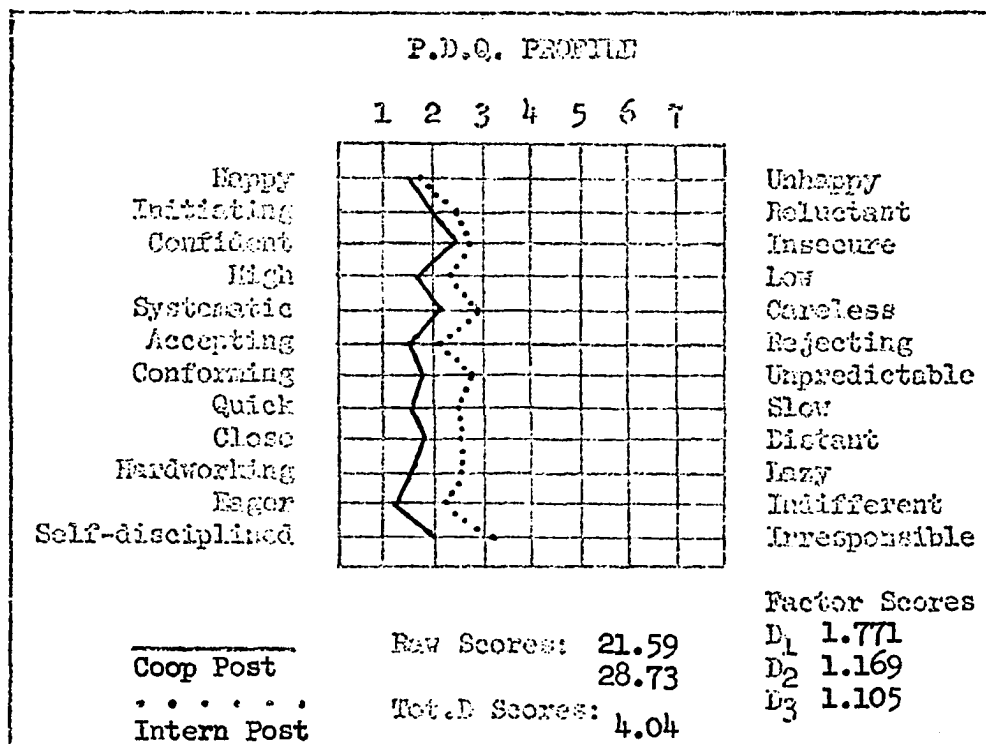 P.D.Q. PROFILE
1 2 3 4 5 6 7
Happy Unhappy
Initiating Reluctant
Confident Insecure
High Low
Systematic Careless
Accepting Rejecting
Conforming Unpredictable
Quick Slow
Close Distant
Hardworking Lazy
Eager Indifferent
Self-disciplined Irresponsible
Factor Scores
Raw Scores: 21.59 D1 1.771
Coop Post 28.73 D2 1.169
Tot.D Scores: 4.04 D3 1.105
Intern Post